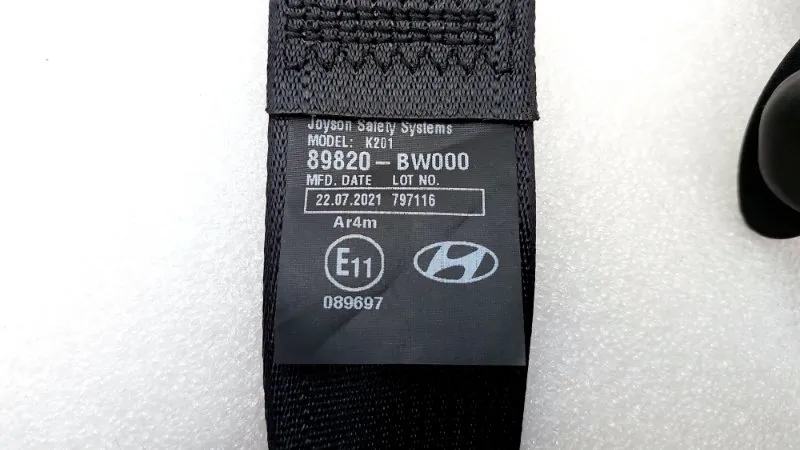 Joyson Safety Systems
MODEL: K201
89820-BW000
MFD. DATE LOT NO.
22.07.2021 797116
Ar4m
E11
089697